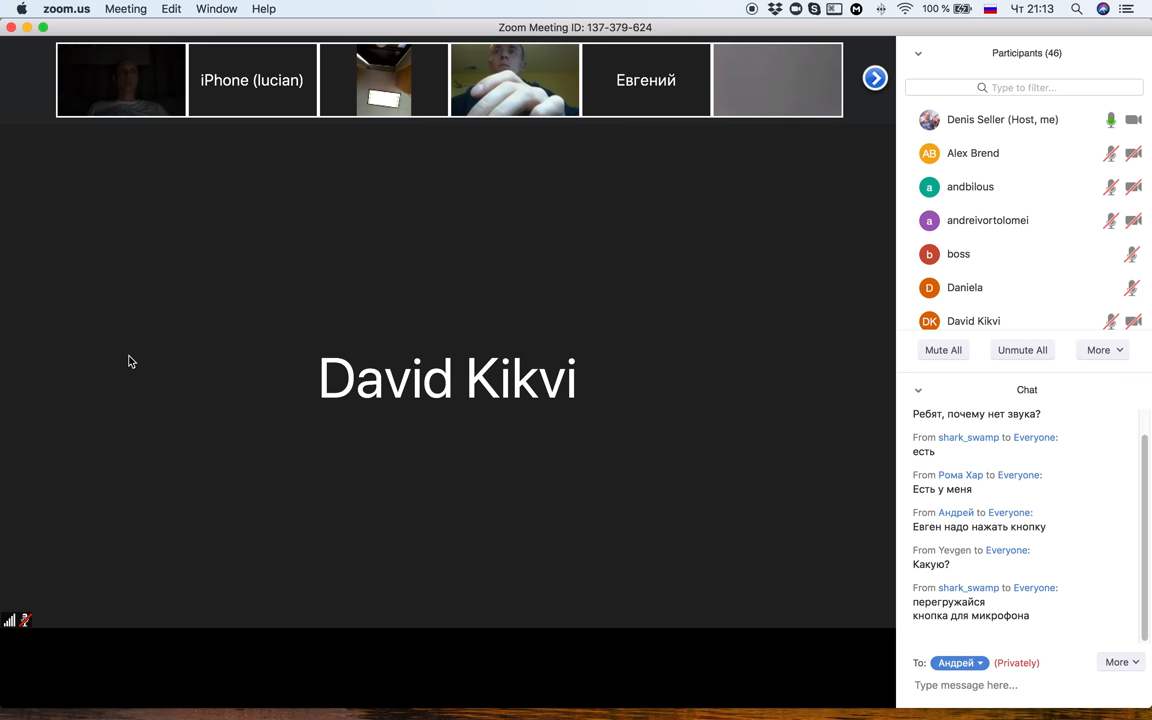 zoom.us Meeting Edit Window Help 100 % Чт 21:13
Zoom Meeting ID: 137-379-624
iPhone (lucian)
Евгений
David Kikvi
Participants (46)
Type to filter...
Denis Seller (Host, me)
AB Alex Brend
a andbilous
a andreivortolomei
b boss
D Daniela
DK David Kikvi
Mute All Unmute All More
Chat
Ребят, почему нет звука?
From shark_swamp to Everyone:
есть
From Рома Хар to Everyone:
Есть у меня
From Андрей to Everyone:
Евген надо нажать кнопку
From Yevgen to Everyone:
Какую?
From shark_swamp to Everyone:
перегружайся
кнопка для микрофона
To: Андрей (Privately) More
Type message here...